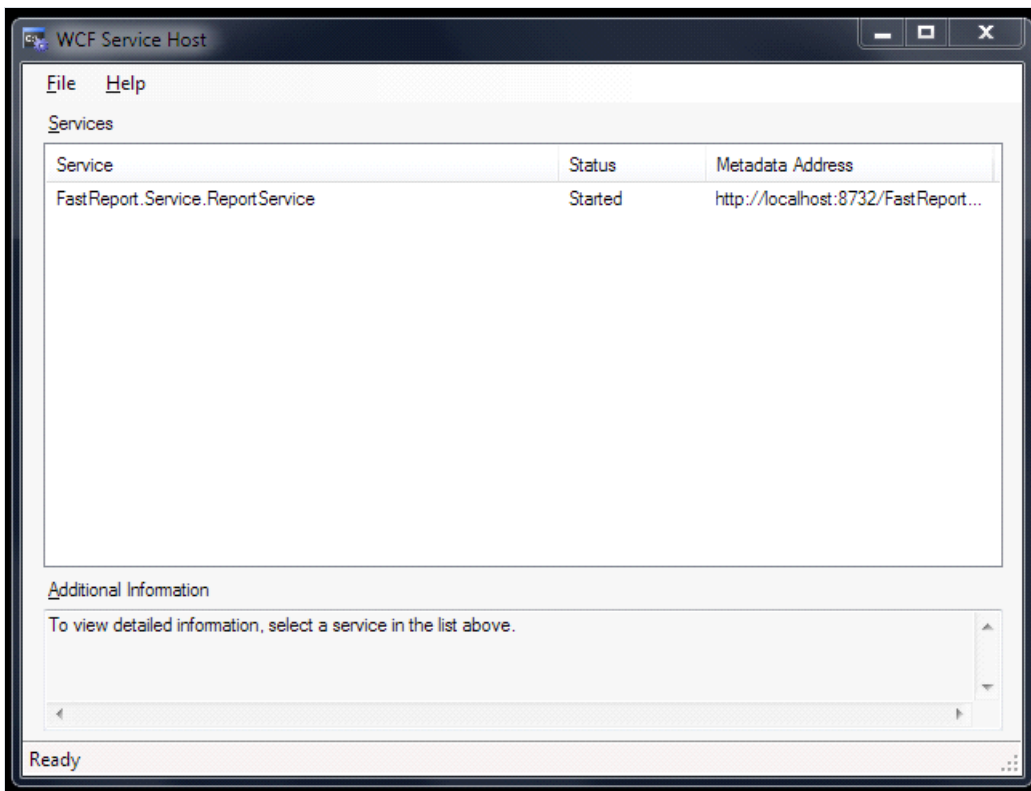 WCF Service Host
File Help
Services
Service Status Metadata Address
FastReport.Service.ReportService Started http://localhost:8732/FastReport...
Additional Information
To view detailed information, select a service in the list above.
Ready